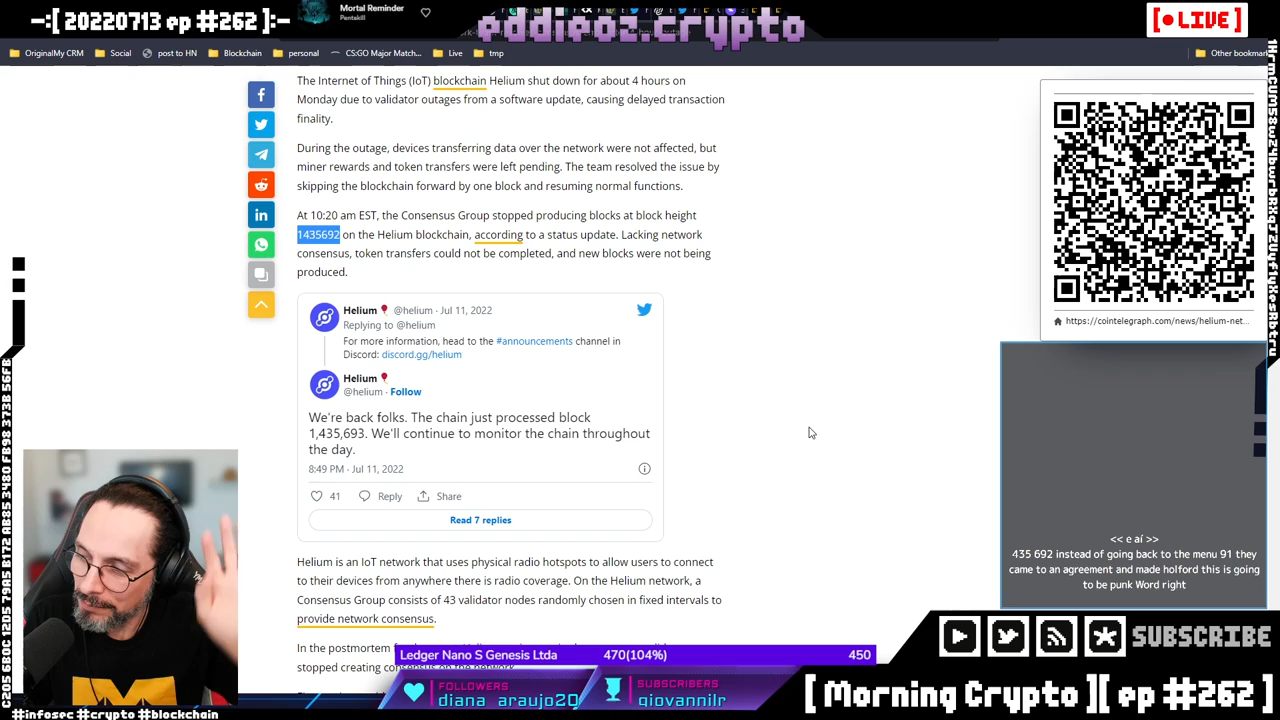 -:[ 20220713 ep #262 ]:-
Mortal Reminder
Pentakill
eddieoz.crypto
[ • LIVE ]
OriginalMy CRM
Social
post to HN
Blockchain
personal
CS:GO Major Match...
Live
tmp
Other bookmar
The Internet of Things (IoT) blockchain Helium shut down for about 4 hours on
Monday due to validator outages from a software update, causing delayed transaction
finality.
During the outage, devices transferring data over the network were not affected, but
miner rewards and token transfers were left pending. The team resolved the issue by
skipping the blockchain forward by one block and resuming normal functions.
At 10:20 am EST, the Consensus Group stopped producing blocks at block height
1435692 on the Helium blockchain, according to a status update. Lacking network
consensus, token transfers could not be completed, and new blocks were not being
produced.
Helium @helium · Jul 11, 2022
Replying to @helium
For more information, head to the #announcements channel in
Discord: discord.gg/helium
Helium
@helium · Follow
We're back folks. The chain just processed block
1,435,693. We'll continue to monitor the chain throughout
the day.
8:49 PM · Jul 11, 2022
41 Reply Share
Read 7 replies
Helium is an IoT network that uses physical radio hotspots to allow users to connect
to their devices from anywhere there is radio coverage. On the Helium network, a
Consensus Group consists of 43 validator nodes randomly chosen in fixed intervals to
provide network consensus.
In the postmortem
stopped creating consensus on the network.
https://cointelegraph.com/news/helium-net...
<< e aí >>
435 692 instead of going back to the menu 91 they
came to an agreement and made holford this is going
to be punk Word right
SUBSCRIBE
Ledger Nano S Genesis Ltda 470(104%) 450
FOLLOWERS
diana_araujo20
SUBSCRIBERS
giovannilr
[ Morning Crypto ][ ep #262 ]
#infosec #crypto #blockchain